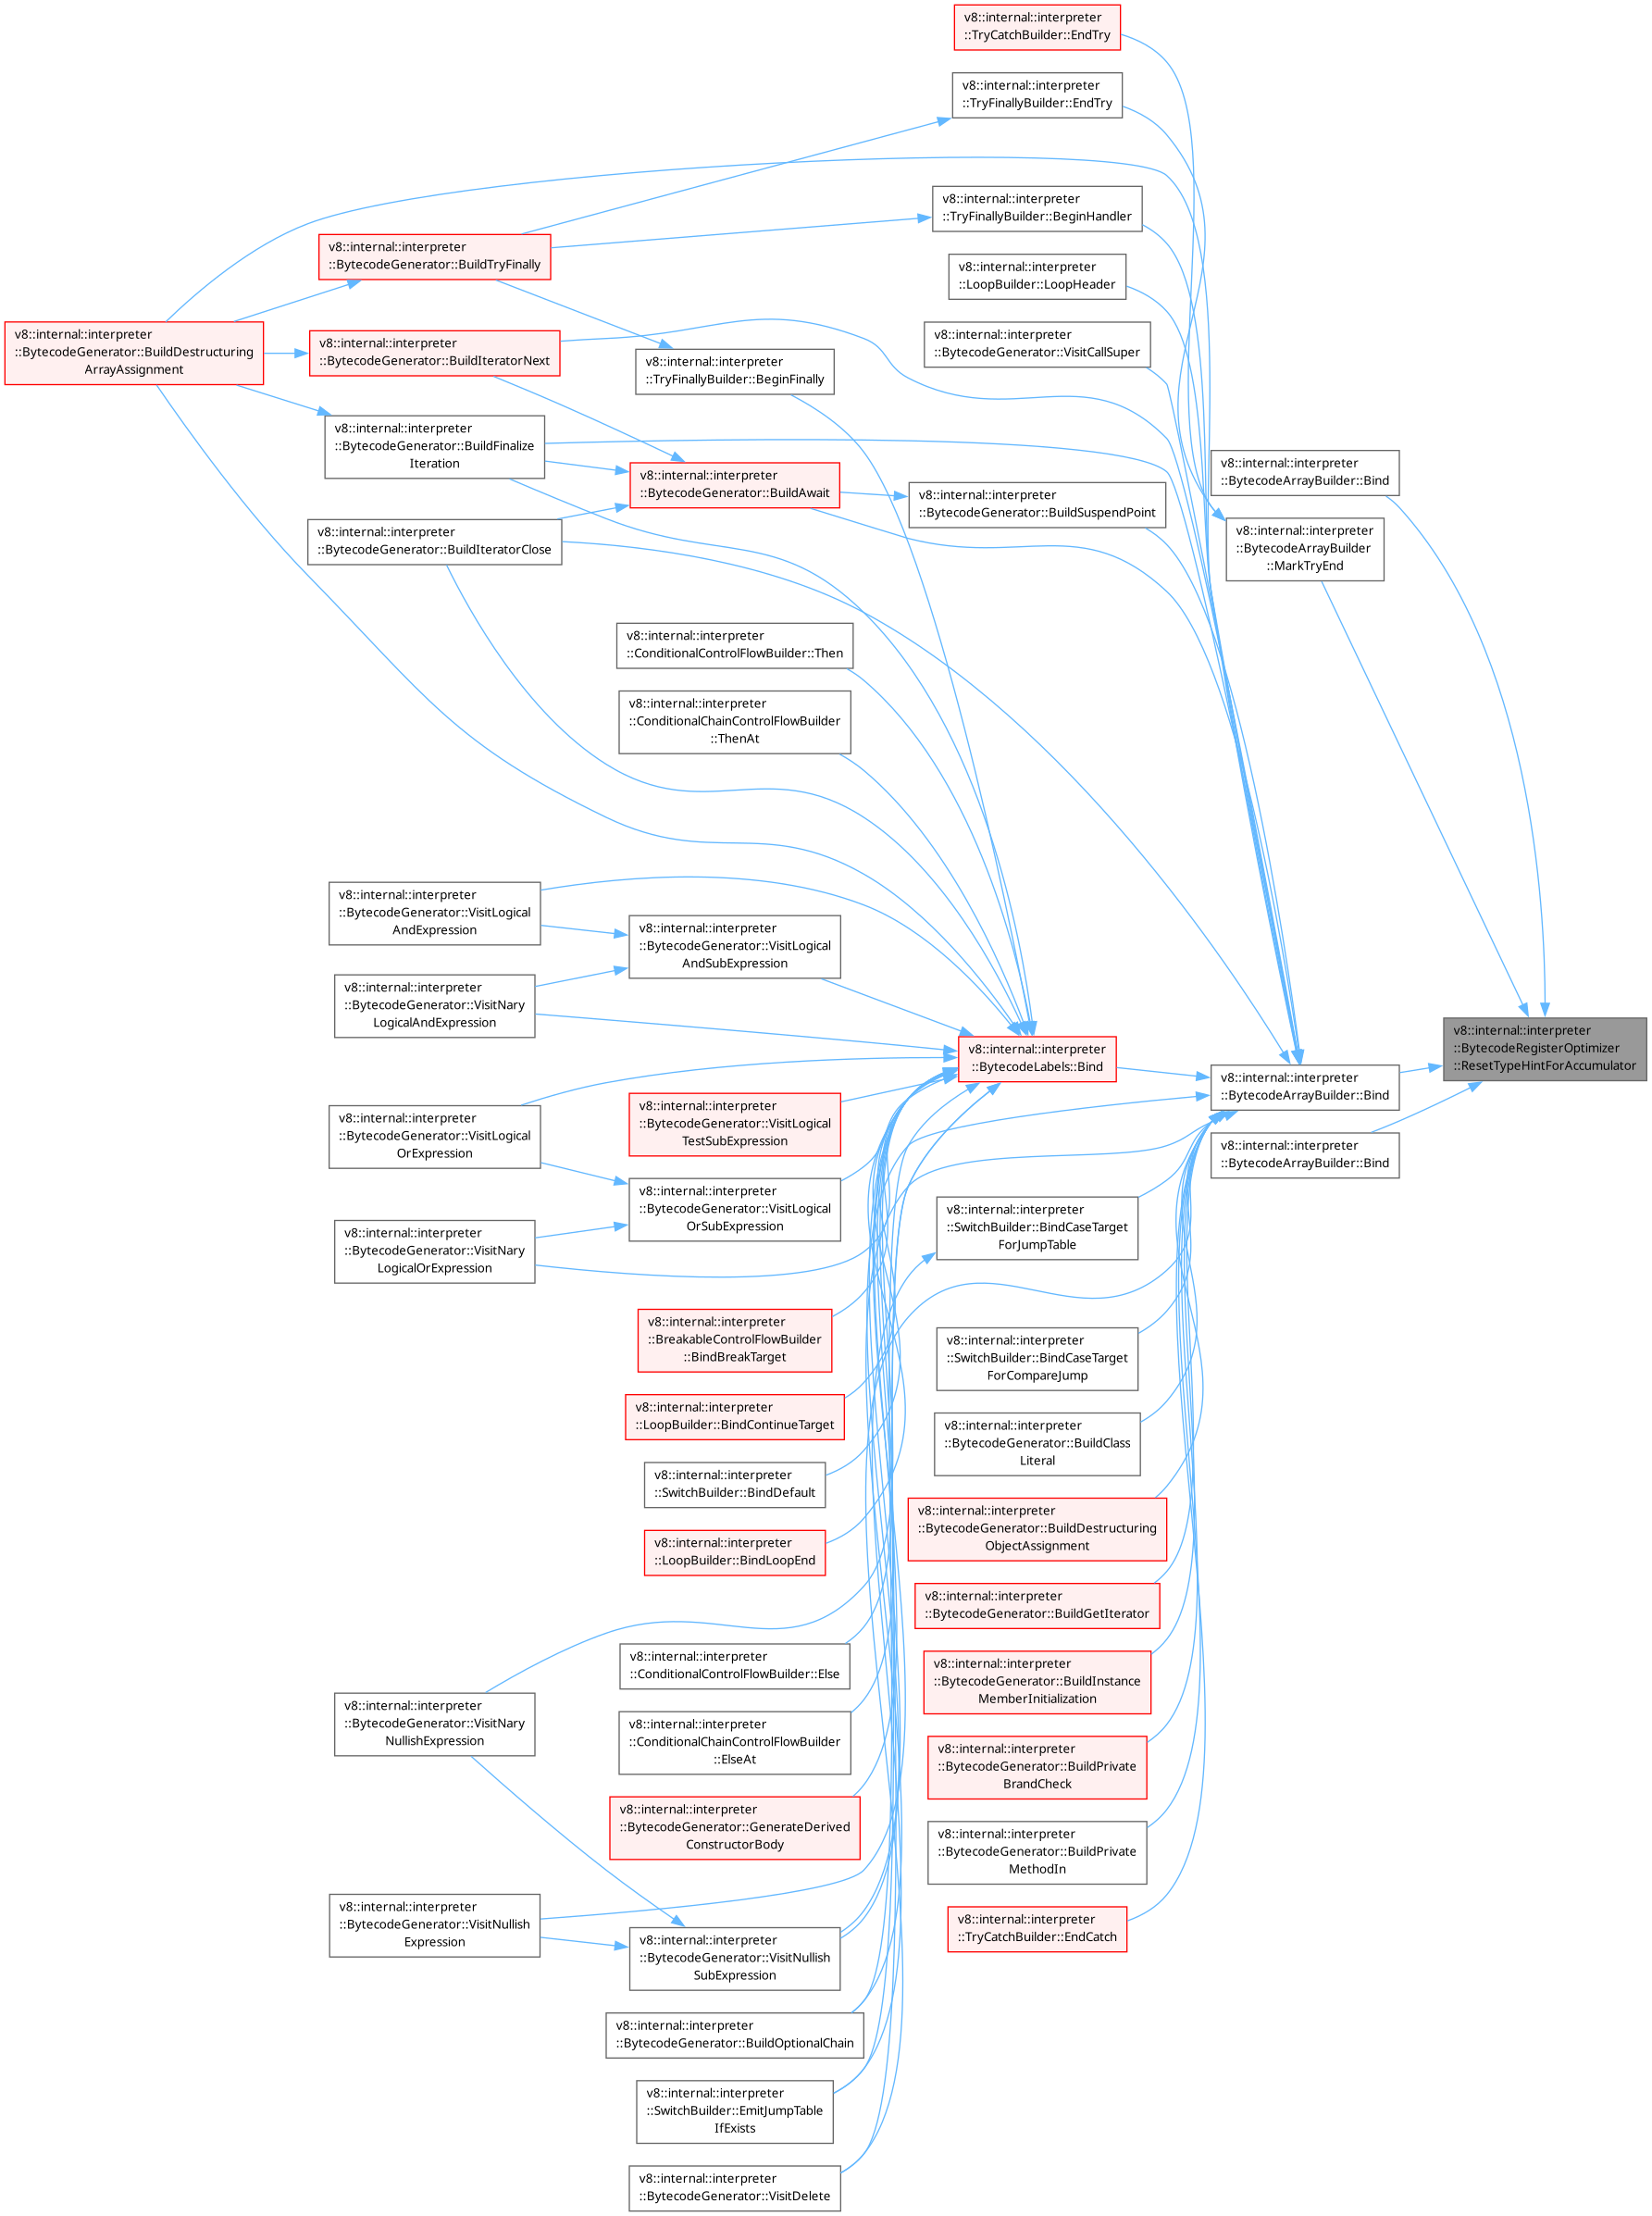 v8::internal::interpreter
::TryCatchBuilder::EndTry
v8::internal::interpreter
::TryFinallyBuilder::EndTry
v8::internal::interpreter
::TryFinallyBuilder::BeginHandler
v8::internal::interpreter
::BytecodeGenerator::BuildTryFinally
v8::internal::interpreter
::LoopBuilder::LoopHeader
v8::internal::interpreter
::BytecodeGenerator::BuildDestructuring
ArrayAssignment
v8::internal::interpreter
::BytecodeGenerator::BuildIteratorNext
v8::internal::interpreter
::TryFinallyBuilder::BeginFinally
v8::internal::interpreter
::BytecodeGenerator::VisitCallSuper
v8::internal::interpreter
::BytecodeGenerator::BuildFinalize
Iteration
v8::internal::interpreter
::BytecodeGenerator::BuildAwait
v8::internal::interpreter
::BytecodeGenerator::BuildSuspendPoint
v8::internal::interpreter
::BytecodeArrayBuilder::Bind
v8::internal::interpreter
::BytecodeGenerator::BuildIteratorClose
v8::internal::interpreter
::BytecodeArrayBuilder
::MarkTryEnd
v8::internal::interpreter
::ConditionalControlFlowBuilder::Then
v8::internal::interpreter
::ConditionalChainControlFlowBuilder
::ThenAt
v8::internal::interpreter
::BytecodeGenerator::VisitLogical
AndExpression
v8::internal::interpreter
::BytecodeGenerator::VisitLogical
AndSubExpression
v8::internal::interpreter
::BytecodeGenerator::VisitNary
LogicalAndExpression
v8::internal::interpreter
::BytecodeLabels::Bind
v8::internal::interpreter
::BytecodeArrayBuilder::Bind
v8::internal::interpreter
::BytecodeRegisterOptimizer
::ResetTypeHintForAccumulator
v8::internal::interpreter
::BytecodeGenerator::VisitLogical
OrExpression
v8::internal::interpreter
::BytecodeGenerator::VisitLogical
TestSubExpression
v8::internal::interpreter
::BytecodeArrayBuilder::Bind
v8::internal::interpreter
::BytecodeGenerator::VisitLogical
OrSubExpression
v8::internal::interpreter
::SwitchBuilder::BindCaseTarget
ForJumpTable
v8::internal::interpreter
::BytecodeGenerator::VisitNary
LogicalOrExpression
v8::internal::interpreter
::BreakableControlFlowBuilder
::BindBreakTarget
v8::internal::interpreter
::SwitchBuilder::BindCaseTarget
ForCompareJump
v8::internal::interpreter
::LoopBuilder::BindContinueTarget
v8::internal::interpreter
::BytecodeGenerator::BuildClass
Literal
v8::internal::interpreter
::SwitchBuilder::BindDefault
v8::internal::interpreter
::BytecodeGenerator::BuildDestructuring
ObjectAssignment
v8::internal::interpreter
::LoopBuilder::BindLoopEnd
v8::internal::interpreter
::BytecodeGenerator::BuildGetIterator
v8::internal::interpreter
::ConditionalControlFlowBuilder::Else
v8::internal::interpreter
::BytecodeGenerator::BuildInstance
MemberInitialization
v8::internal::interpreter
::BytecodeGenerator::VisitNary
NullishExpression
v8::internal::interpreter
::ConditionalChainControlFlowBuilder
::ElseAt
v8::internal::interpreter
::BytecodeGenerator::BuildPrivate
BrandCheck
v8::internal::interpreter
::BytecodeGenerator::GenerateDerived
ConstructorBody
v8::internal::interpreter
::BytecodeGenerator::BuildPrivate
MethodIn
v8::internal::interpreter
::BytecodeGenerator::VisitNullish
Expression
v8::internal::interpreter
::BytecodeGenerator::VisitNullish
SubExpression
v8::internal::interpreter
::TryCatchBuilder::EndCatch
v8::internal::interpreter
::BytecodeGenerator::BuildOptionalChain
v8::internal::interpreter
::SwitchBuilder::EmitJumpTable
IfExists
v8::internal::interpreter
::BytecodeGenerator::VisitDelete